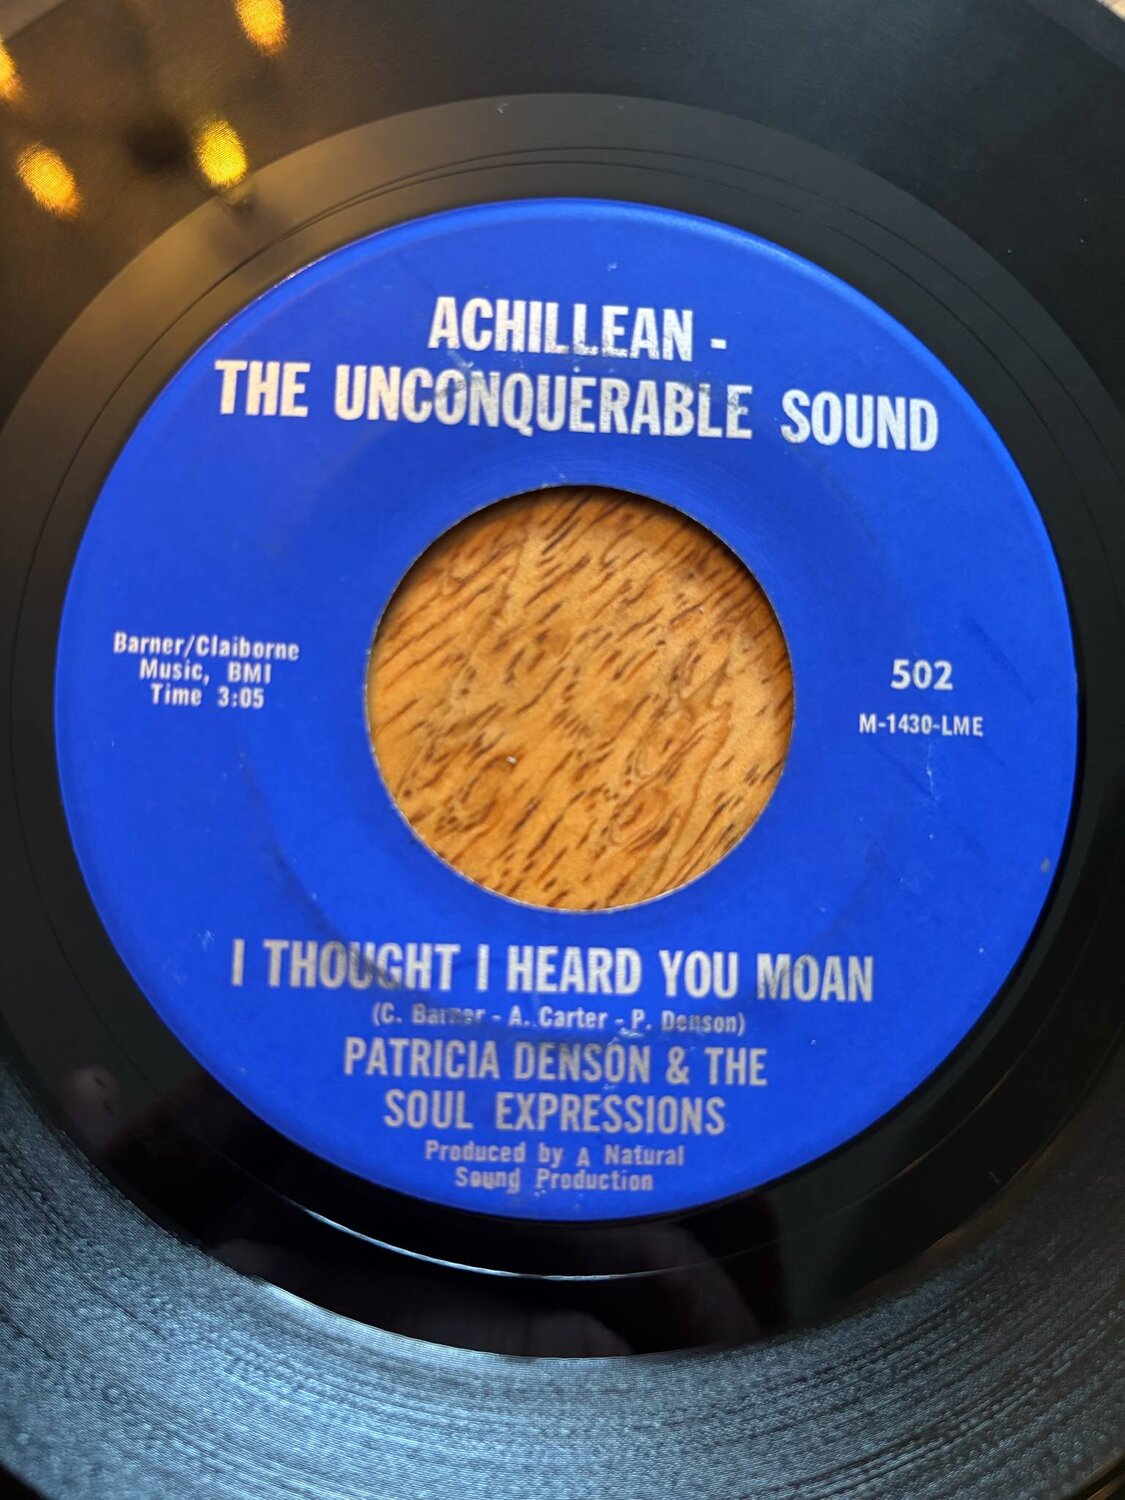 ACHILLEAN -
THE UNCONQUERABLE SOUND
Barner/Claiborne
Music, BMI
Time 3:05
502
M-1430-LME
I THOUGHT I HEARD YOU MOAN
(C. Barner - A. Carter - P. Denson)
PATRICIA DENSON & THE
SOUL EXPRESSIONS
Produced by A Natural
Sound Production